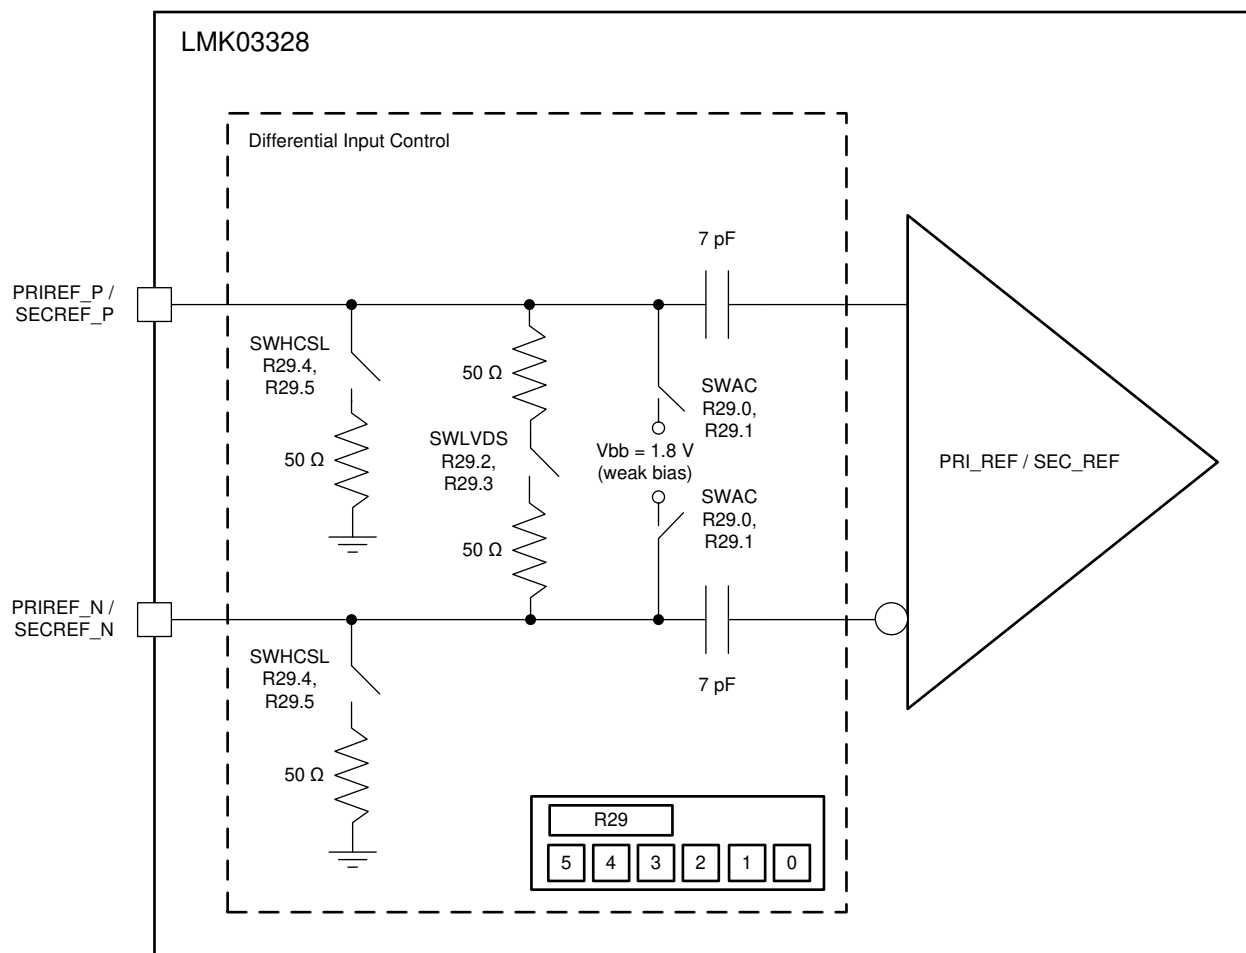 LMK03328
Differential Input Control
7 pF
PRIREF_P /
SECREF_P
SWHCSL
R29.4,
R29.5
50 Ω
50 Ω
SWLVDS
R29.2,
R29.3
50 Ω
SWAC
R29.0,
R29.1
Vbb = 1.8 V
(weak bias)
SWAC
R29.0,
R29.1
PRI_REF / SEC_REF
PRIREF_N /
SECREF_N
SWHCSL
R29.4,
R29.5
50 Ω
7 pF
R29
5 4 3 2 1 0